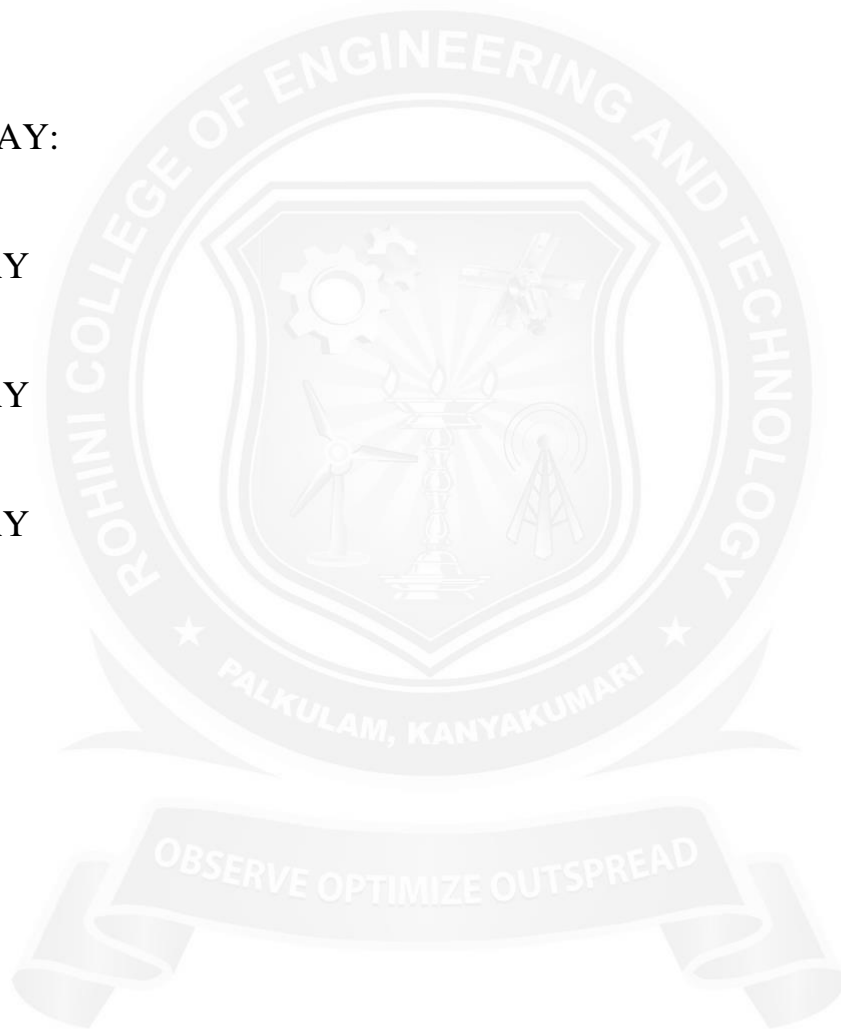 AY:
Y
Y
Y
ROHINI COLLEGE OF ENGINEERING AND TECHNOLOGY
PALKULAM, KANYAKUMARI
OBSERVE OPTIMIZE OUTSPREAD